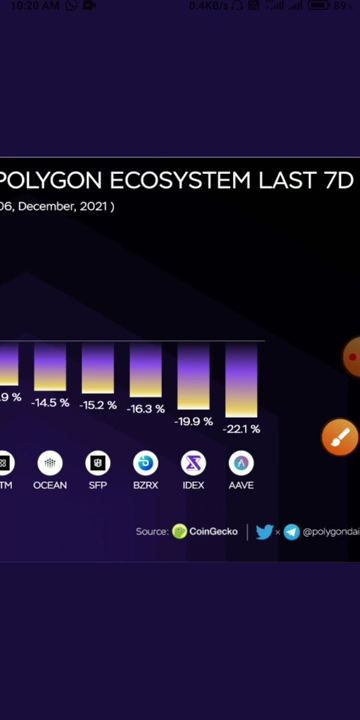 10:20 AM 0.4KB/s 89
POLYGON ECOSYSTEM LAST 7D
06, December, 2021 )
.9 % -14.5 % -15.2 % -16.3 % -19.9 % -22.1 %
TM OCEAN SFP BZRX IDEX AAVE
Source: CoinGecko | × @polygondai